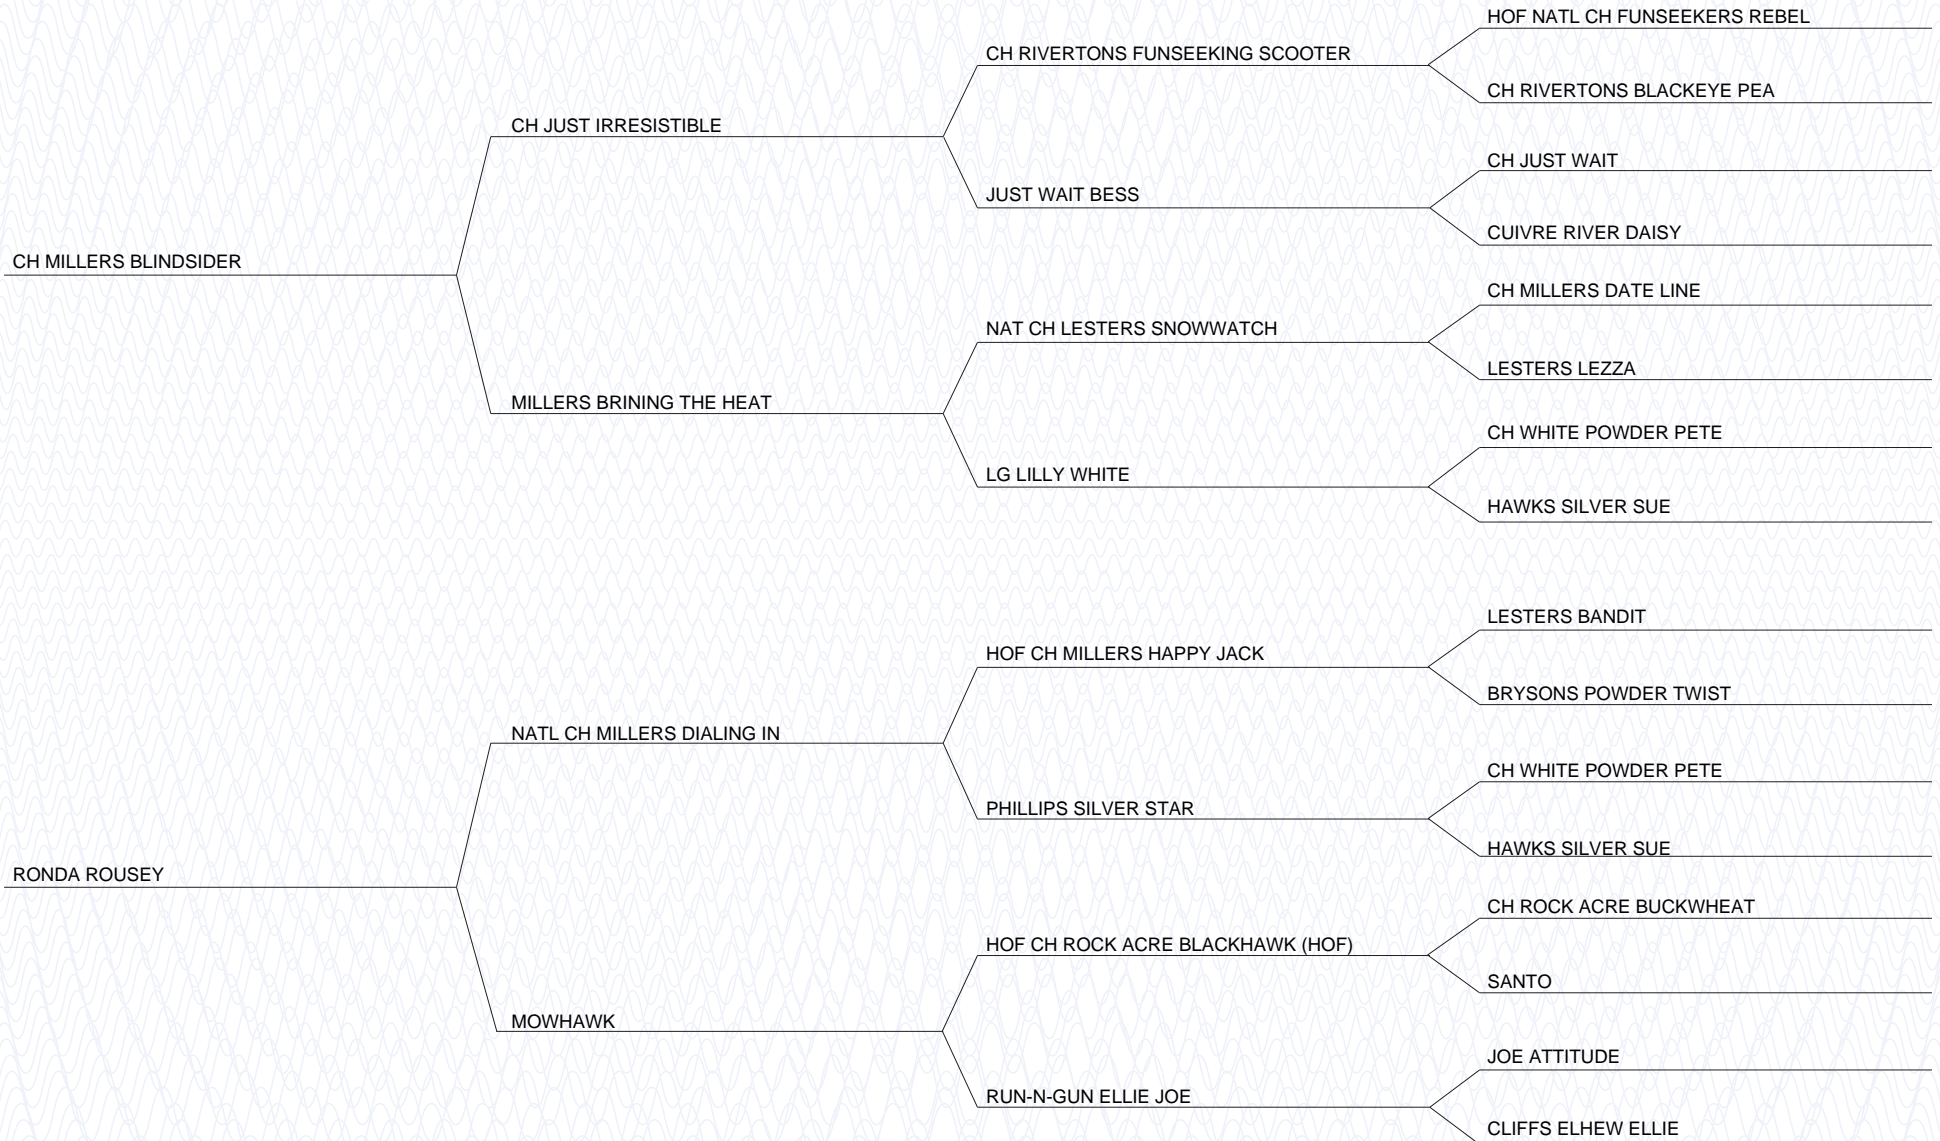 HOF NATL CH FUNSEEKERS REBEL
CH RIVERTONS FUNSEEKING SCOOTER
CH RIVERTONS BLACKEYE PEA
CH JUST IRRESISTIBLE
CH JUST WAIT
JUST WAIT BESS
CUIVRE RIVER DAISY
CH MILLERS BLINDSIDER
CH MILLERS DATE LINE
NAT CH LESTERS SNOWWATCH
LESTERS LEZZA
MILLERS BRINING THE HEAT
CH WHITE POWDER PETE
LG LILLY WHITE
HAWKS SILVER SUE
LESTERS BANDIT
HOF CH MILLERS HAPPY JACK
BRYSONS POWDER TWIST
NATL CH MILLERS DIALING IN
CH WHITE POWDER PETE
PHILLIPS SILVER STAR
HAWKS SILVER SUE
RONDA ROUSEY
CH ROCK ACRE BUCKWHEAT
HOF CH ROCK ACRE BLACKHAWK (HOF)
SANTO
MOWHAWK
JOE ATTITUDE
RUN-N-GUN ELLIE JOE
CLIFFS ELHEW ELLIE